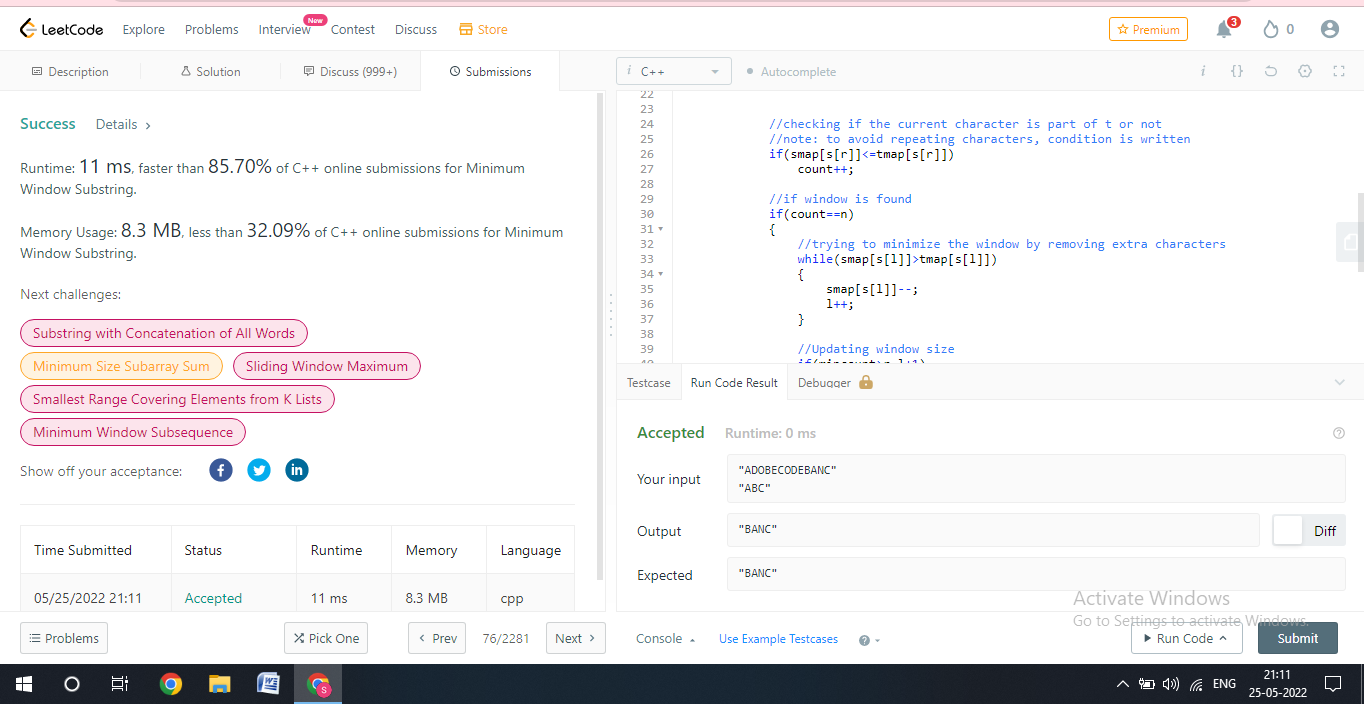 LeetCode Explore Problems Interview New Contest Discuss Store Premium 3 0
Description Solution Discuss (999+) Submissions
i C++ Autocomplete
Success Details
Runtime: 11 ms, faster than 85.70% of C++ online submissions for Minimum
Window Substring.
Memory Usage: 8.3 MB, less than 32.09% of C++ online submissions for Minimum
Window Substring.
Next challenges:
Substring with Concatenation of All Words
Minimum Size Subarray Sum Sliding Window Maximum
Smallest Range Covering Elements from K Lists
Minimum Window Subsequence
Show off your acceptance:
Time Submitted Status Runtime Memory Language
05/25/2022 21:11 Accepted 11 ms 8.3 MB cpp
Problems Pick One Prev 76/2281 Next
22
23
24 //checking if the current character is part of t or not
25 //note: to avoid repeating characters, condition is written
26 if(smap[s[r]]<=tmap[s[r]])
27 count++;
28
29 //if window is found
30 if(count==n)
31 {
32 //trying to minimize the window by removing extra characters
33 while(smap[s[l]]>tmap[s[l]])
34 {
35 smap[s[l]]--;
36 l++;
37 }
38
39 //Updating window size
Testcase Run Code Result Debugger
Accepted Runtime: 0 ms
Your input "ADOBECODEBANC"
"ABC"
Output "BANC" Diff
Expected "BANC"
Activate Windows
Go to Settings to activate Windows.
Console Use Example Testcases Run Code Submit
ENG 21:11
25-05-2022